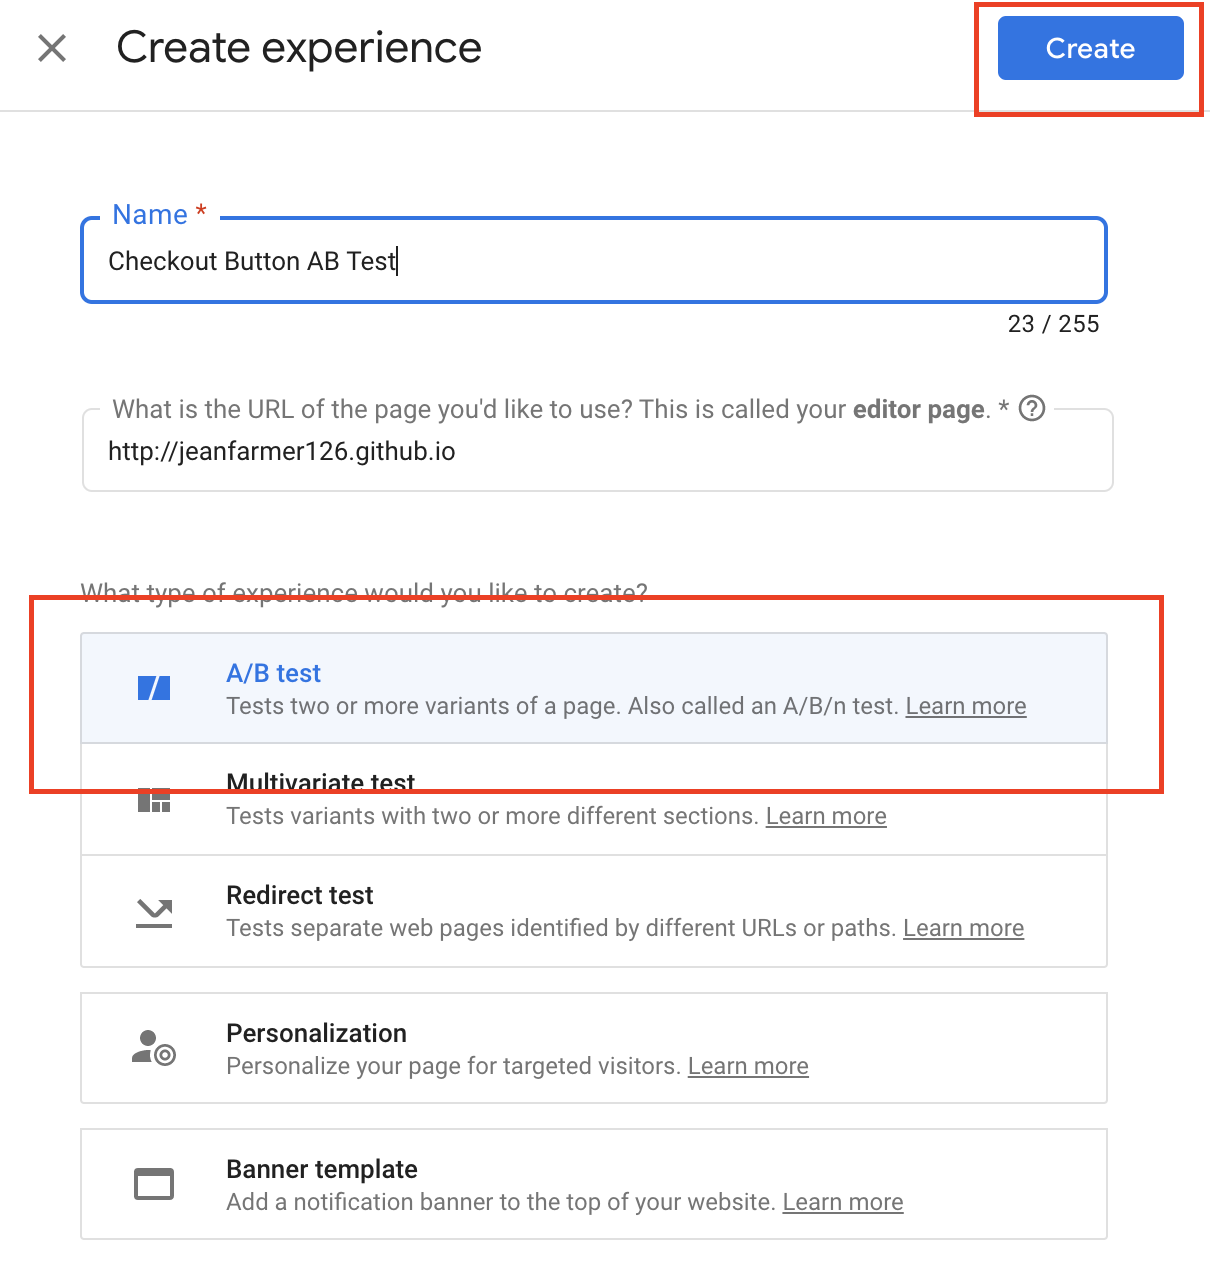 Create experience
Create
Name *
Checkout Button AB Test
23 / 255
What is the URL of the page you'd like to use? This is called your editor page. *
http://jeanfarmer126.github.io
What type of experience would you like to create?
A/B test
Tests two or more variants of a page. Also called an A/B/n test. Learn more
Multivariate test
Tests variants with two or more different sections. Learn more
Redirect test
Tests separate web pages identified by different URLs or paths. Learn more
Personalization
Personalize your page for targeted visitors. Learn more
Banner template
Add a notification banner to the top of your website. Learn more